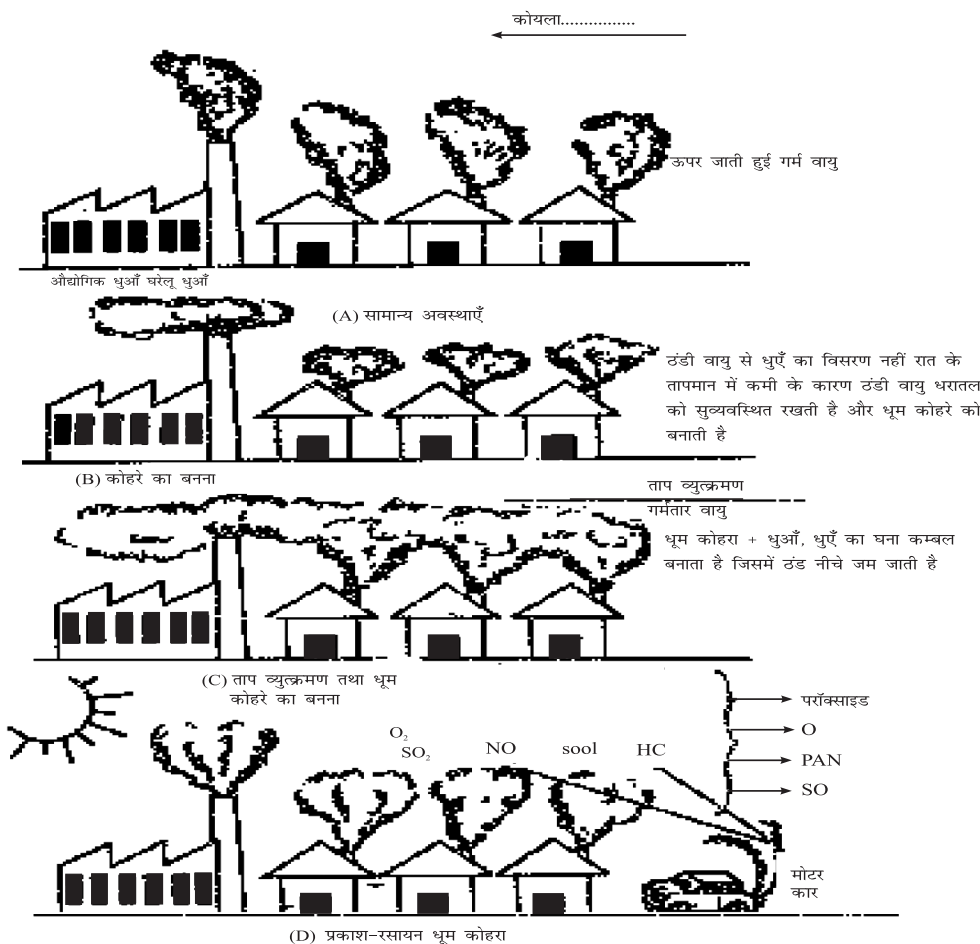 कोयला................
ऊपर जाती हुई गर्म वायु
औद्योगिक धुआँ घरेलू धुआँ
(A) सामान्य अवस्थाएँ
ठंडी वायु से धुएँ का विसरण नहीं रात के
तापमान में कमी के कारण ठंडी वायु धरातल
को सुव्यवस्थित रखती है और धूम कोहरे को
बनाती है
(B) कोहरे का बनना
ताप व्युत्क्रमण
गर्मतार वायु
धूम कोहरा + धुआँ, धुएँ का घना कम्बल
बनाता है जिसमें ठंड नीचे जम जाती है
(C) ताप व्युत्क्रमण तथा धूम
कोहरे का बनना
परॉक्साइड
O
PAN
SO
O₂
SO₂
NO
sool
HC
मोटर
कार
(D) प्रकाश-रसायन धूम कोहरा